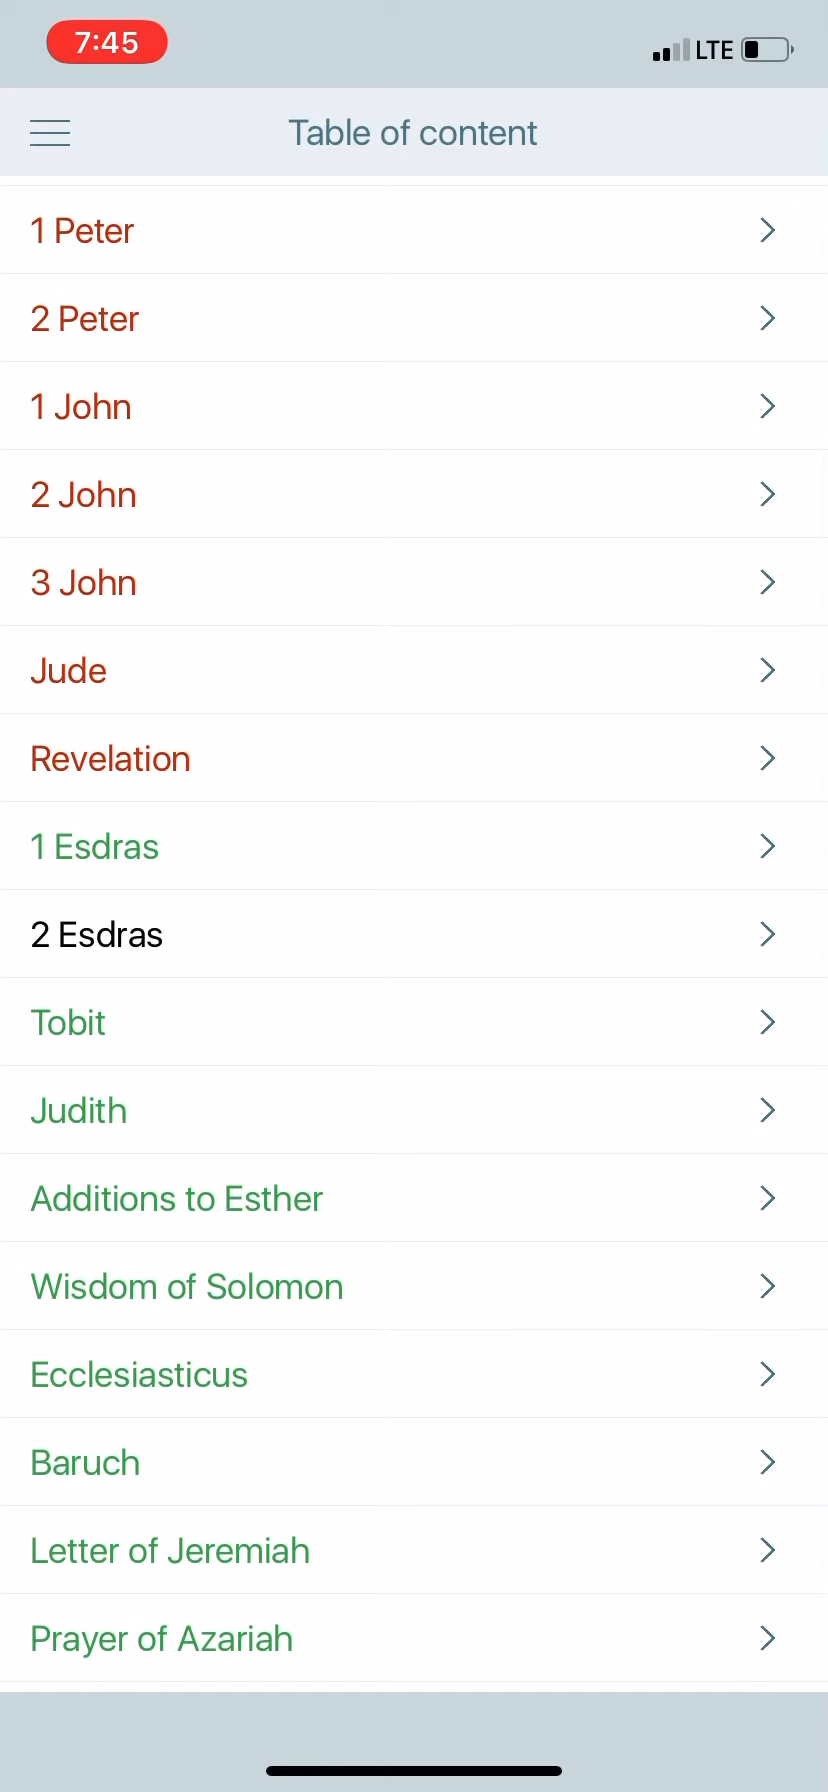 7:45
LTE
Table of content
1 Peter
2 Peter
1 John
2 John
3 John
Jude
Revelation
1 Esdras
2 Esdras
Tobit
Judith
Additions to Esther
Wisdom of Solomon
Ecclesiasticus
Baruch
Letter of Jeremiah
Prayer of Azariah